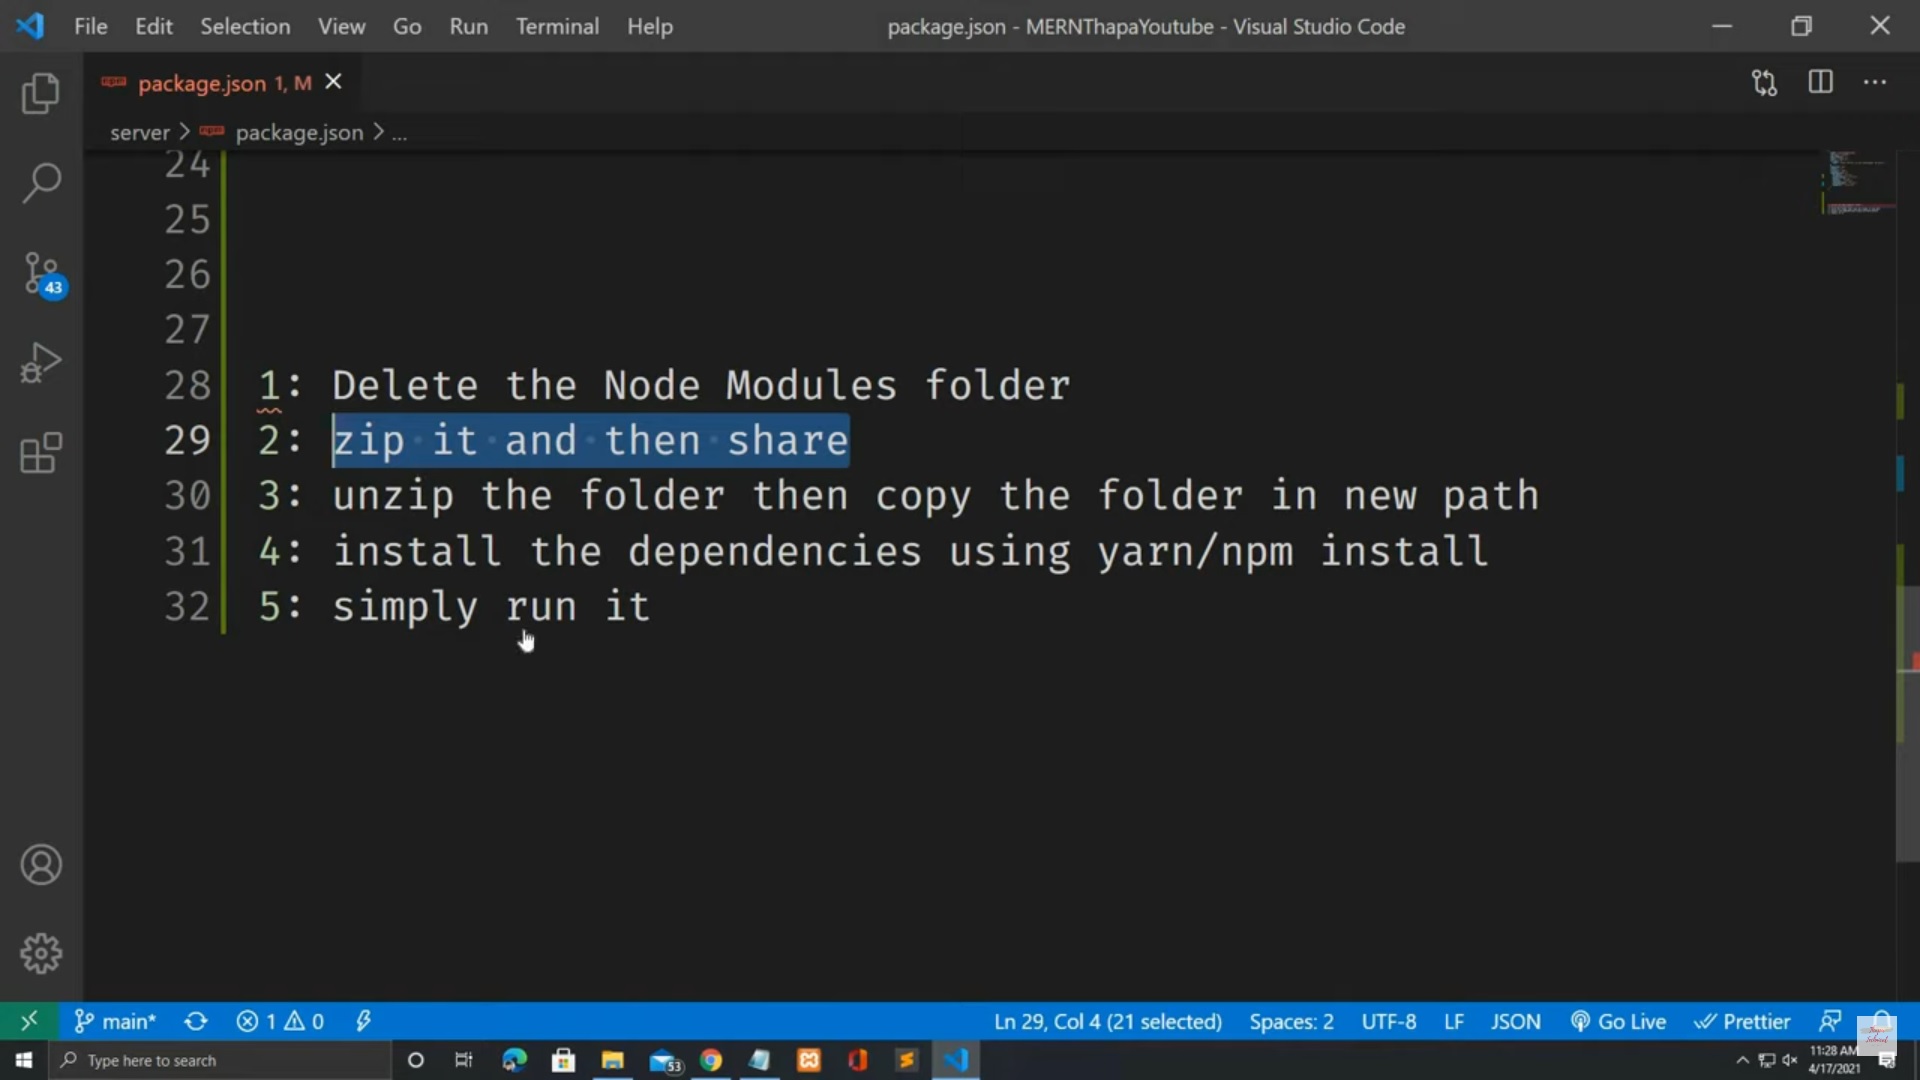 File Edit Selection View Go Run Terminal Help package.json - MERNThapaYoutube - Visual Studio Code
package.json 1, M
server > package.json > ...
24
25
26
27
28 1: Delete the Node Modules folder
29 2: zip it and then share
30 3: unzip the folder then copy the folder in new path
31 4: install the dependencies using yarn/npm install
32 5: simply run it
43
main* 1 0 Ln 29, Col 4 (21 selected) Spaces: 2 UTF-8 LF JSON Go Live Prettier
Type here to search 53 11:28 AM
4/17/2021